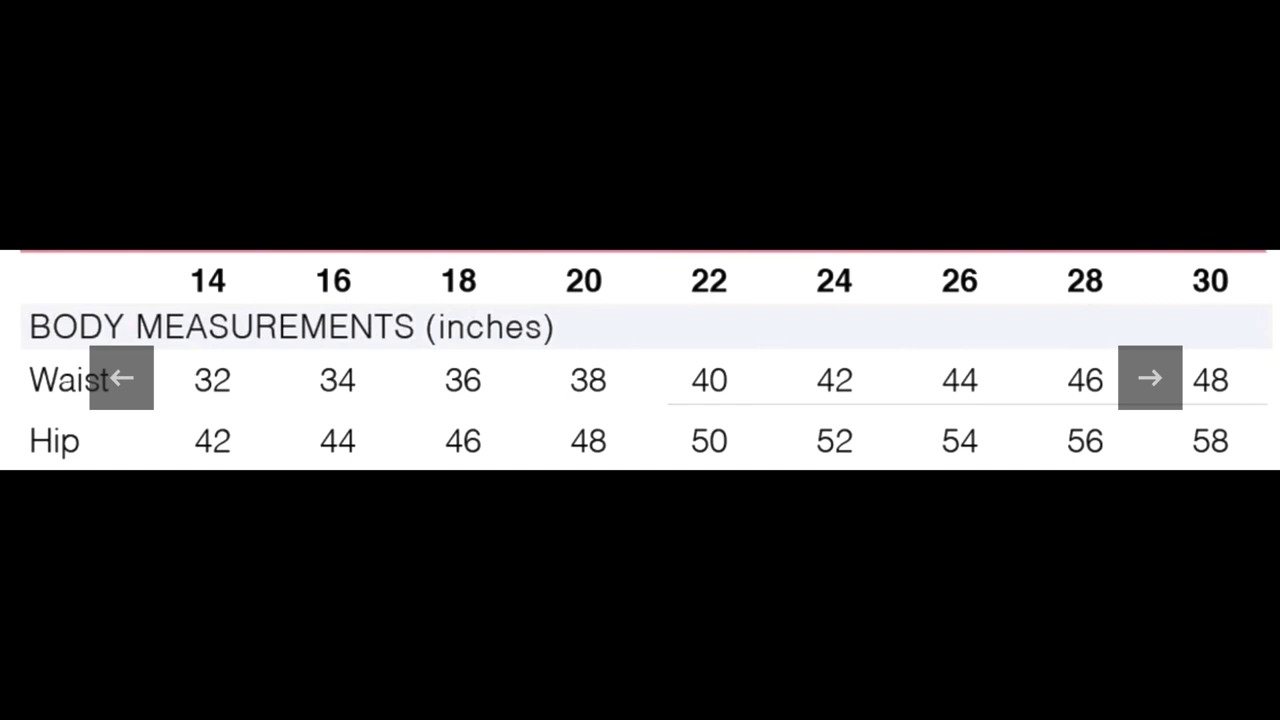 14 16 18 20 22 24 26 28 30
BODY MEASUREMENTS (inches)
Waist 32 34 36 38 40 42 44 46 48
Hip 42 44 46 48 50 52 54 56 58